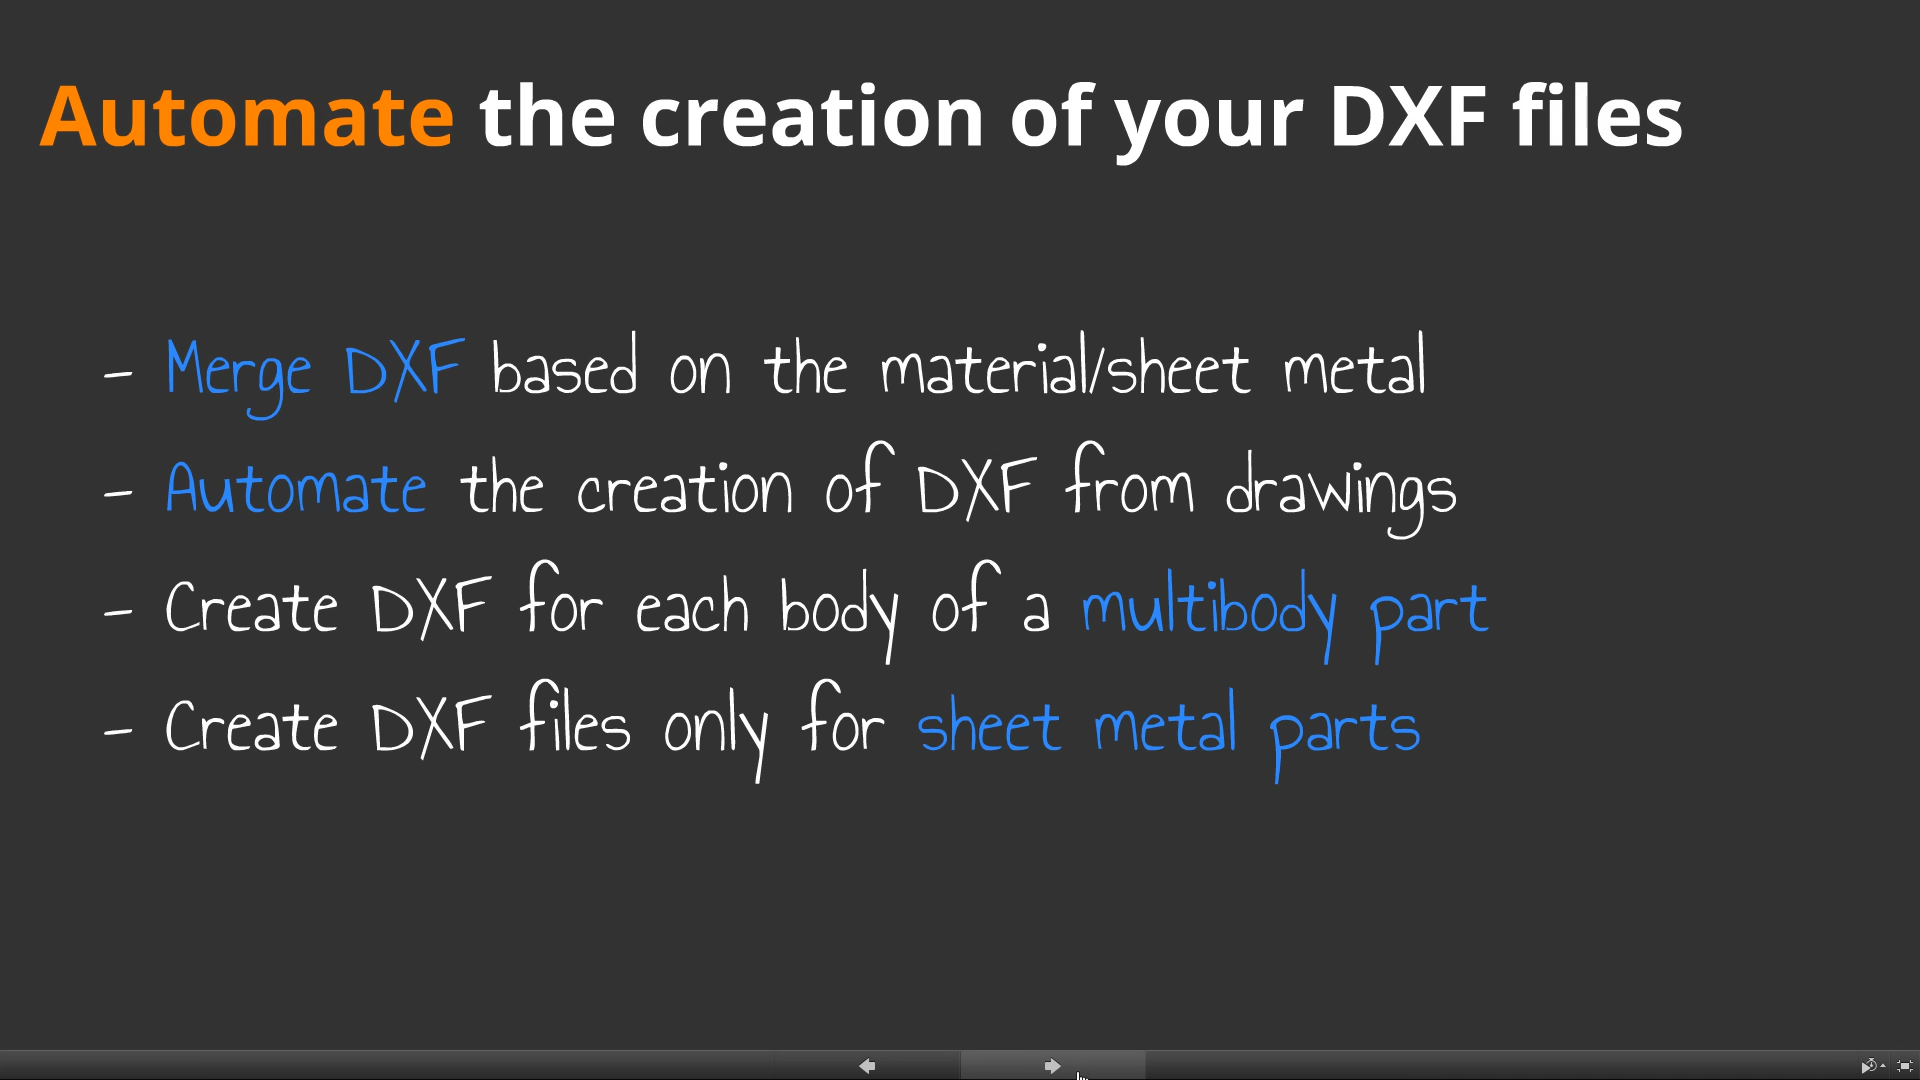 Automate the creation of your DXF files
- Merge DXF based on the material/sheet metal
- Automate the creation of DXF from drawings
- Create DXF for each body of a multibody part
- Create DXF files only for sheet metal parts